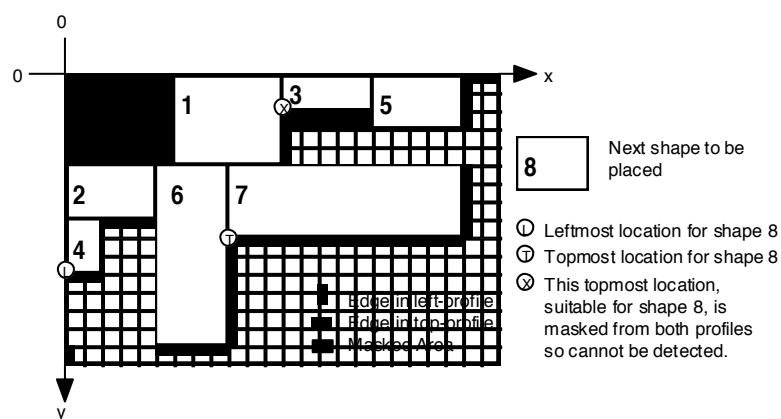 0
0
x
1
3
X
5
2
6
7
8
Next shape to be
placed
4
T
L
L Leftmost location for shape 8
T Topmost location for shape 8
X This topmost location,
suitable for shape 8, is
masked from both profiles
so cannot be detected.
Edge in left-profile
Edge in top-profile
Masked Area
y